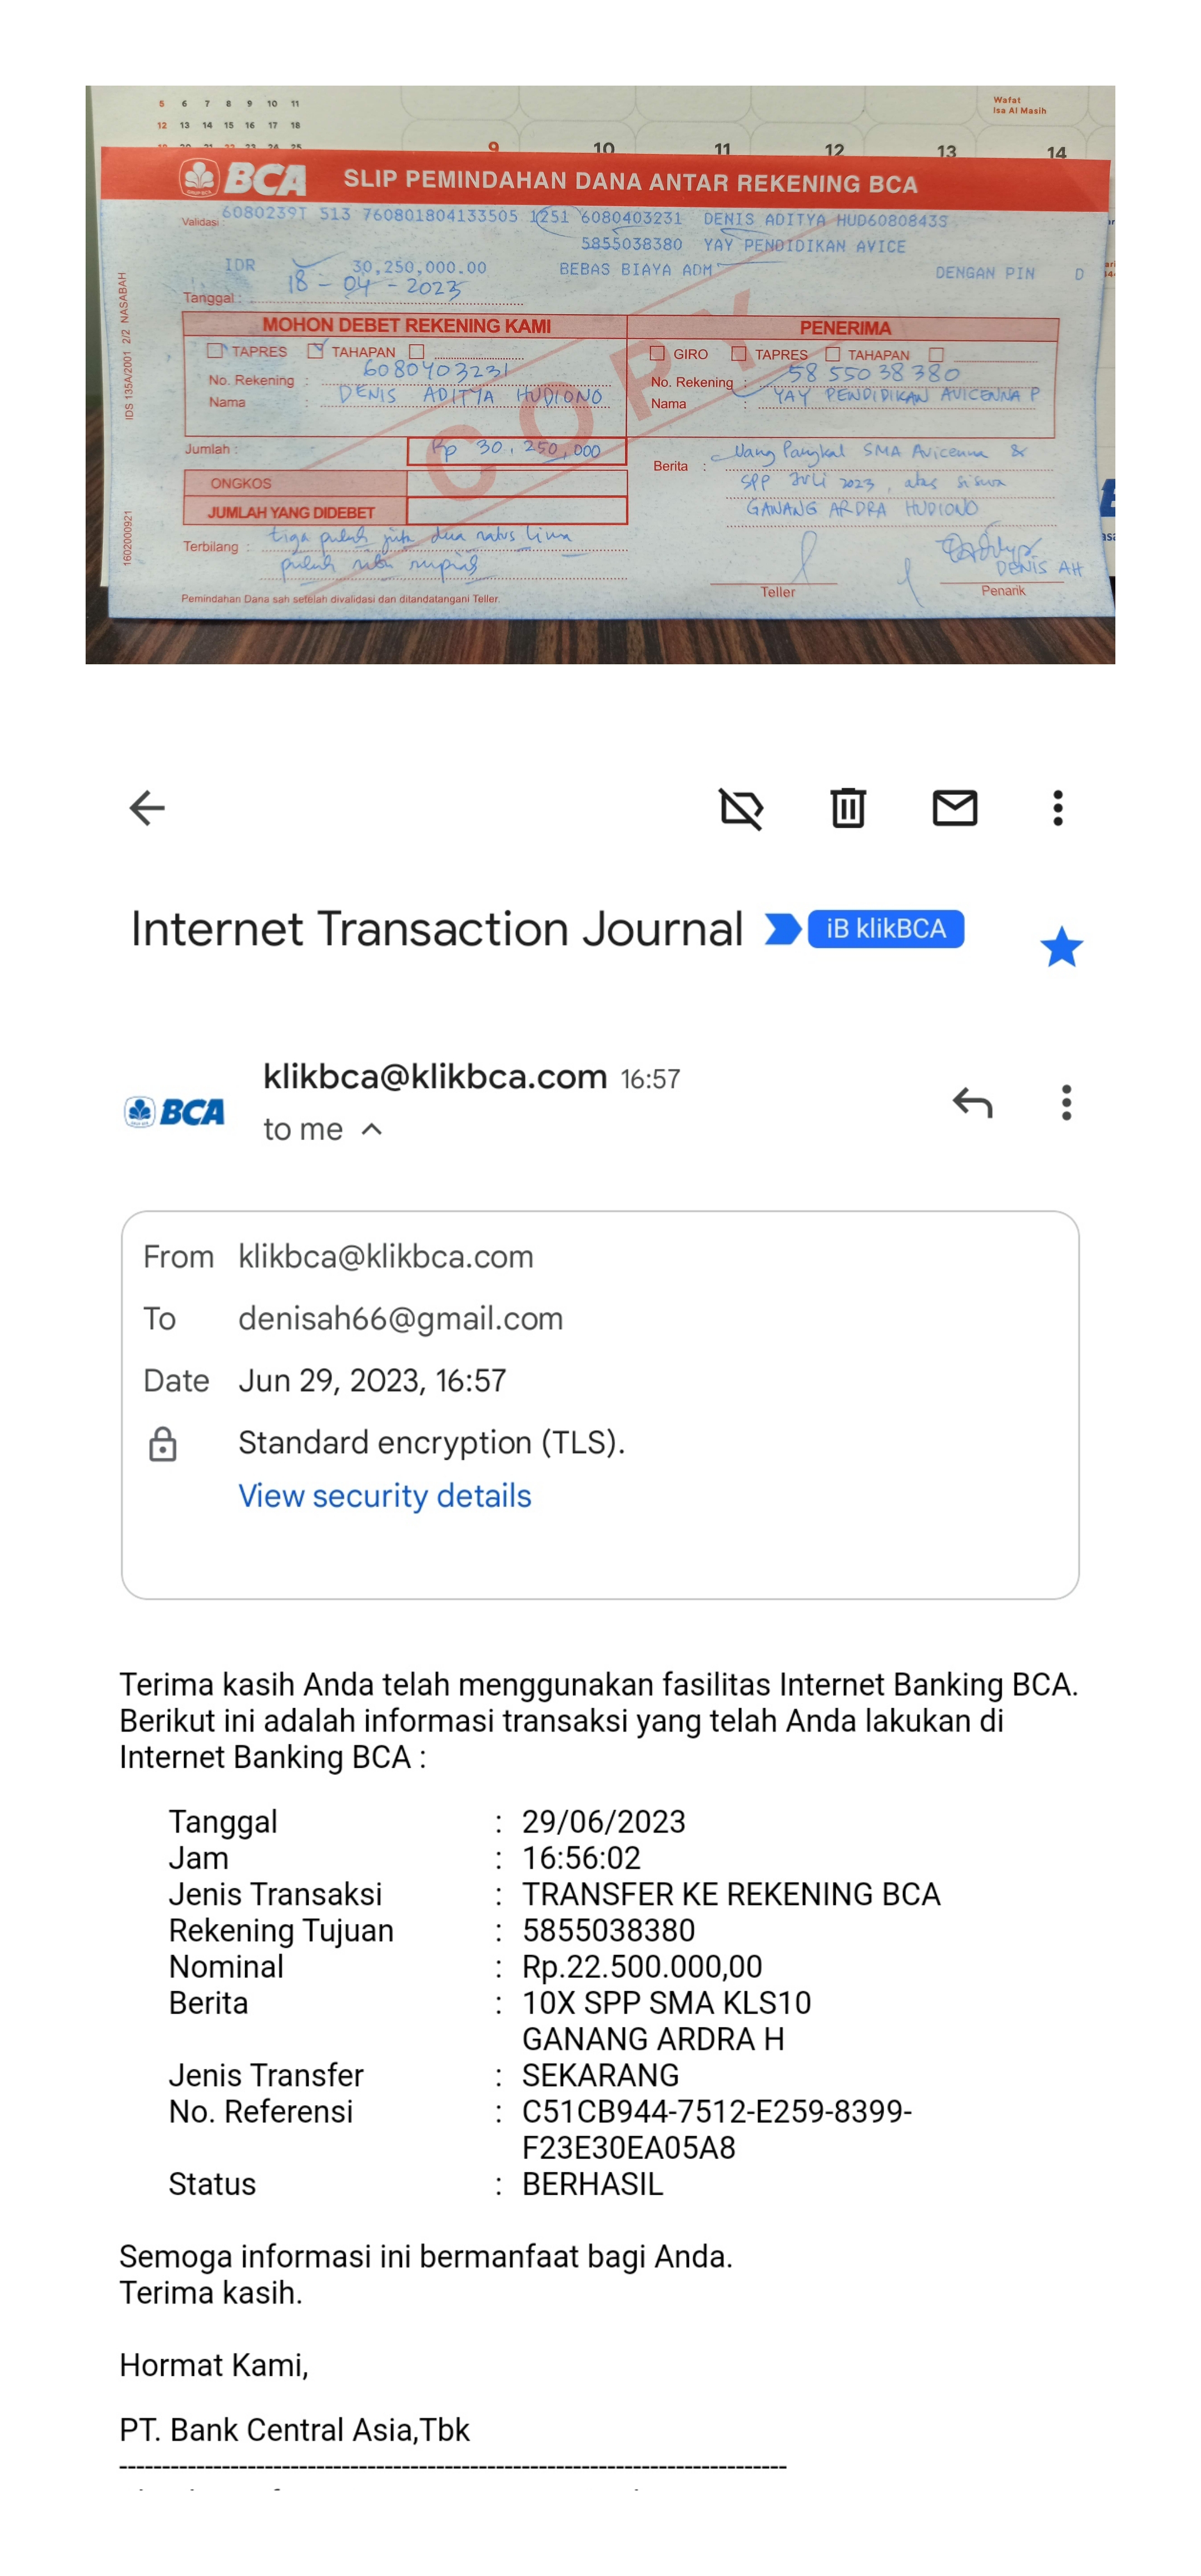 5 6 7 8 9 10 11
12 13 14 15 16 17 18
Wafat
Isa Al Masih
9 10 11 12 13 14
BCA SLIP PEMINDAHAN DANA ANTAR REKENING BCA
Validasi 6080239T 513 760801804133505 1251 6080403231 DENIS ADITYA HUD6080843S
5855038380 YAY PENDIDIKAN AVICE
IDR 30,250,000.00 BEBAS BIAYA ADM DENGAN PIN D
Tanggal : 18 - 04 - 2023
COPY
IDS 135A/2001 2/2 NASABAH
1602000921
MOHON DEBET REKENING KAMI
TAPRES TAHAPAN
No. Rekening : 6080403231
Nama : DENIS ADITYA HUDIONO
PENERIMA
GIRO TAPRES TAHAPAN
No. Rekening : 5855038380
Nama : YAY PENDIDIKAN AVICENNA P
Jumlah : Rp 30.250,000
ONGKOS
JUMLAH YANG DIDEBET
Terbilang : tiga puluh juta dua ratus lima
puluh ribu rupiah
Berita : Uang Pangkal SMA Avicenna &
SPP Juli 2023, atas siswa
GANANG ARDRA HUDIONO
DENIS AH
Teller Penarik
Pemindahan Dana sah setelah divalidasi dan ditandatangani Teller.
Internet Transaction Journal iB klikBCA
BCA
klikbca@klikbca.com 16:57
to me
From klikbca@klikbca.com
To denisah66@gmail.com
Date Jun 29, 2023, 16:57
Standard encryption (TLS).
View security details
Terima kasih Anda telah menggunakan fasilitas Internet Banking BCA.
Berikut ini adalah informasi transaksi yang telah Anda lakukan di
Internet Banking BCA :
Tanggal : 29/06/2023
Jam : 16:56:02
Jenis Transaksi : TRANSFER KE REKENING BCA
Rekening Tujuan : 5855038380
Nominal : Rp.22.500.000,00
Berita : 10X SPP SMA KLS10
GANANG ARDRA H
Jenis Transfer : SEKARANG
No. Referensi : C51CB944-7512-E259-8399-
F23E30EA05A8
Status : BERHASIL
Semoga informasi ini bermanfaat bagi Anda.
Terima kasih.
Hormat Kami,
PT. Bank Central Asia,Tbk
------------------------------------------------------------------------------